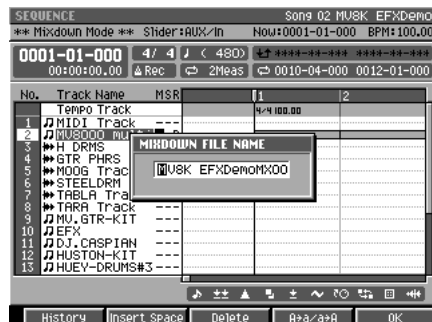 SEQUENCE Song 02 MV8K EFXDemo
** Mixdown Mode ** Slider:AUX/In Now:0001-01-000 BPM:100.00
0001-01-000 4/ 4 ♩ ( 480) ****-**-*** ****-**-***
00:00:00.00 Rec 2Meas 0010-04-000 0012-01-000
No. Track Name MSR 1 2
Tempo Track 4/4 100.00
1 MIDI Track ---
2 MV8000 mu
3 H DRMS
4 GTR PHRS
5 MOOG Trac
6 STEELDRM
7 TABLA Tra
8 TARA Track ---
9 MV.GTR-KIT ---
10 EFX ---
11 DJ.CASPIAN ---
12 HUSTON-KIT ---
13 HUEY-DRUMS#3 ---
MIXDOWN FILE NAME
MV8K EFXDemoMX00
History Insert Space Delete A→a/a→A OK